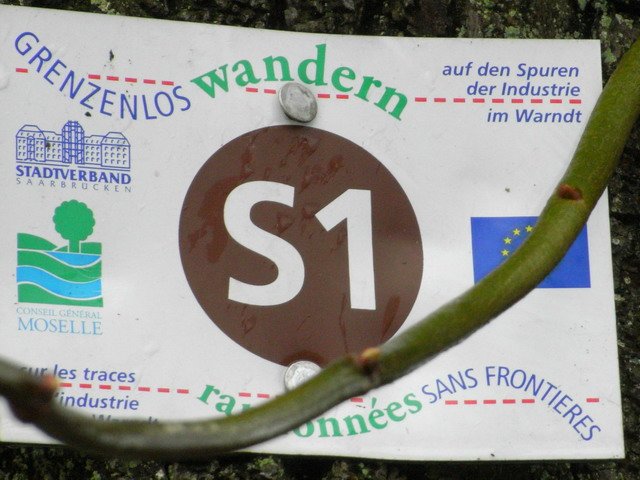 GRENZENLOS wandern
auf den Spuren
der Industrie
im Warndt
STADTVERBAND
SAARBRÜCKEN
S1
CONSEIL GÉNÉRAL
MOSELLE
sur les traces
l'industrie
SANS FRONTIERES